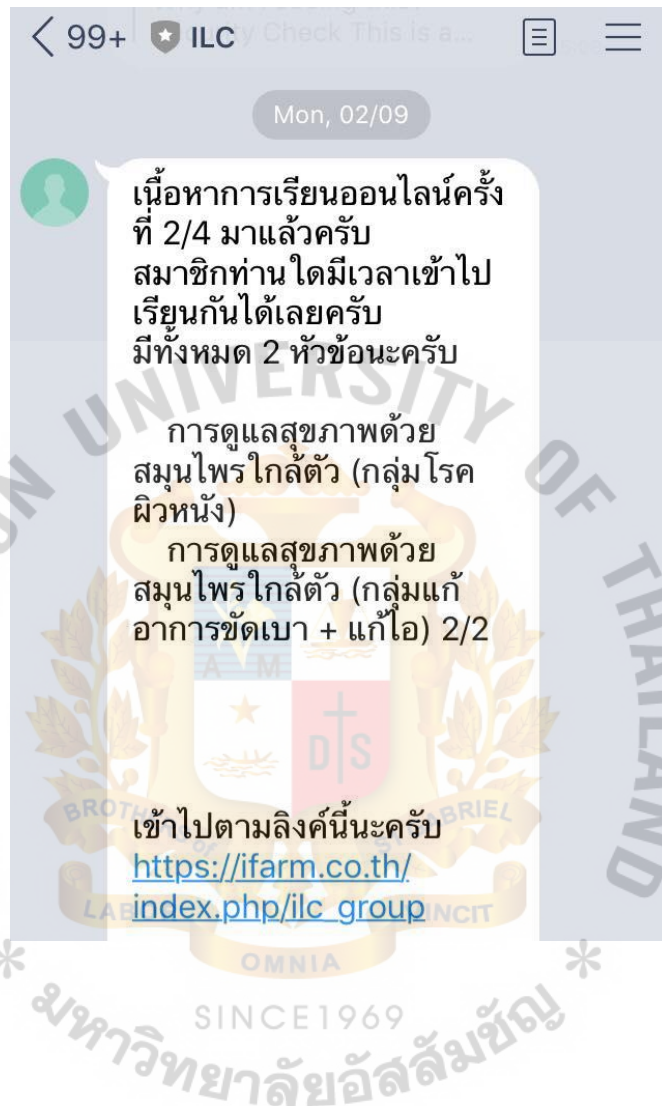 Security Check This is a...
99+ ILC
Mon, 02/09
เนื้อหาการเรียนออนไลน์ครั้ง
ที่ 2/4 มาแล้วครับ
สมาชิกท่านใดมีเวลาเข้าไป
เรียนกันได้เลยครับ
มีทั้งหมด 2 หัวข้อนะครับ
การดูแลสุขภาพด้วย
สมุนไพรใกล้ตัว (กลุ่มโรค
ผิวหนัง)
การดูแลสุขภาพด้วย
สมุนไพรใกล้ตัว (กลุ่มแก้
อาการขัดเบา + แก้ไอ) 2/2
เข้าไปตามลิงค์นี้นะครับ
https://ifarm.co.th/
index.php/ilc_group
UNIVERSITY OF THAILAND
A M
D S
BROTHERS OF ST GABRIEL
LABOR VINCIT
OMNIA
SINCE 1969
มหาวิทยาลัยอัสสัมชัญ